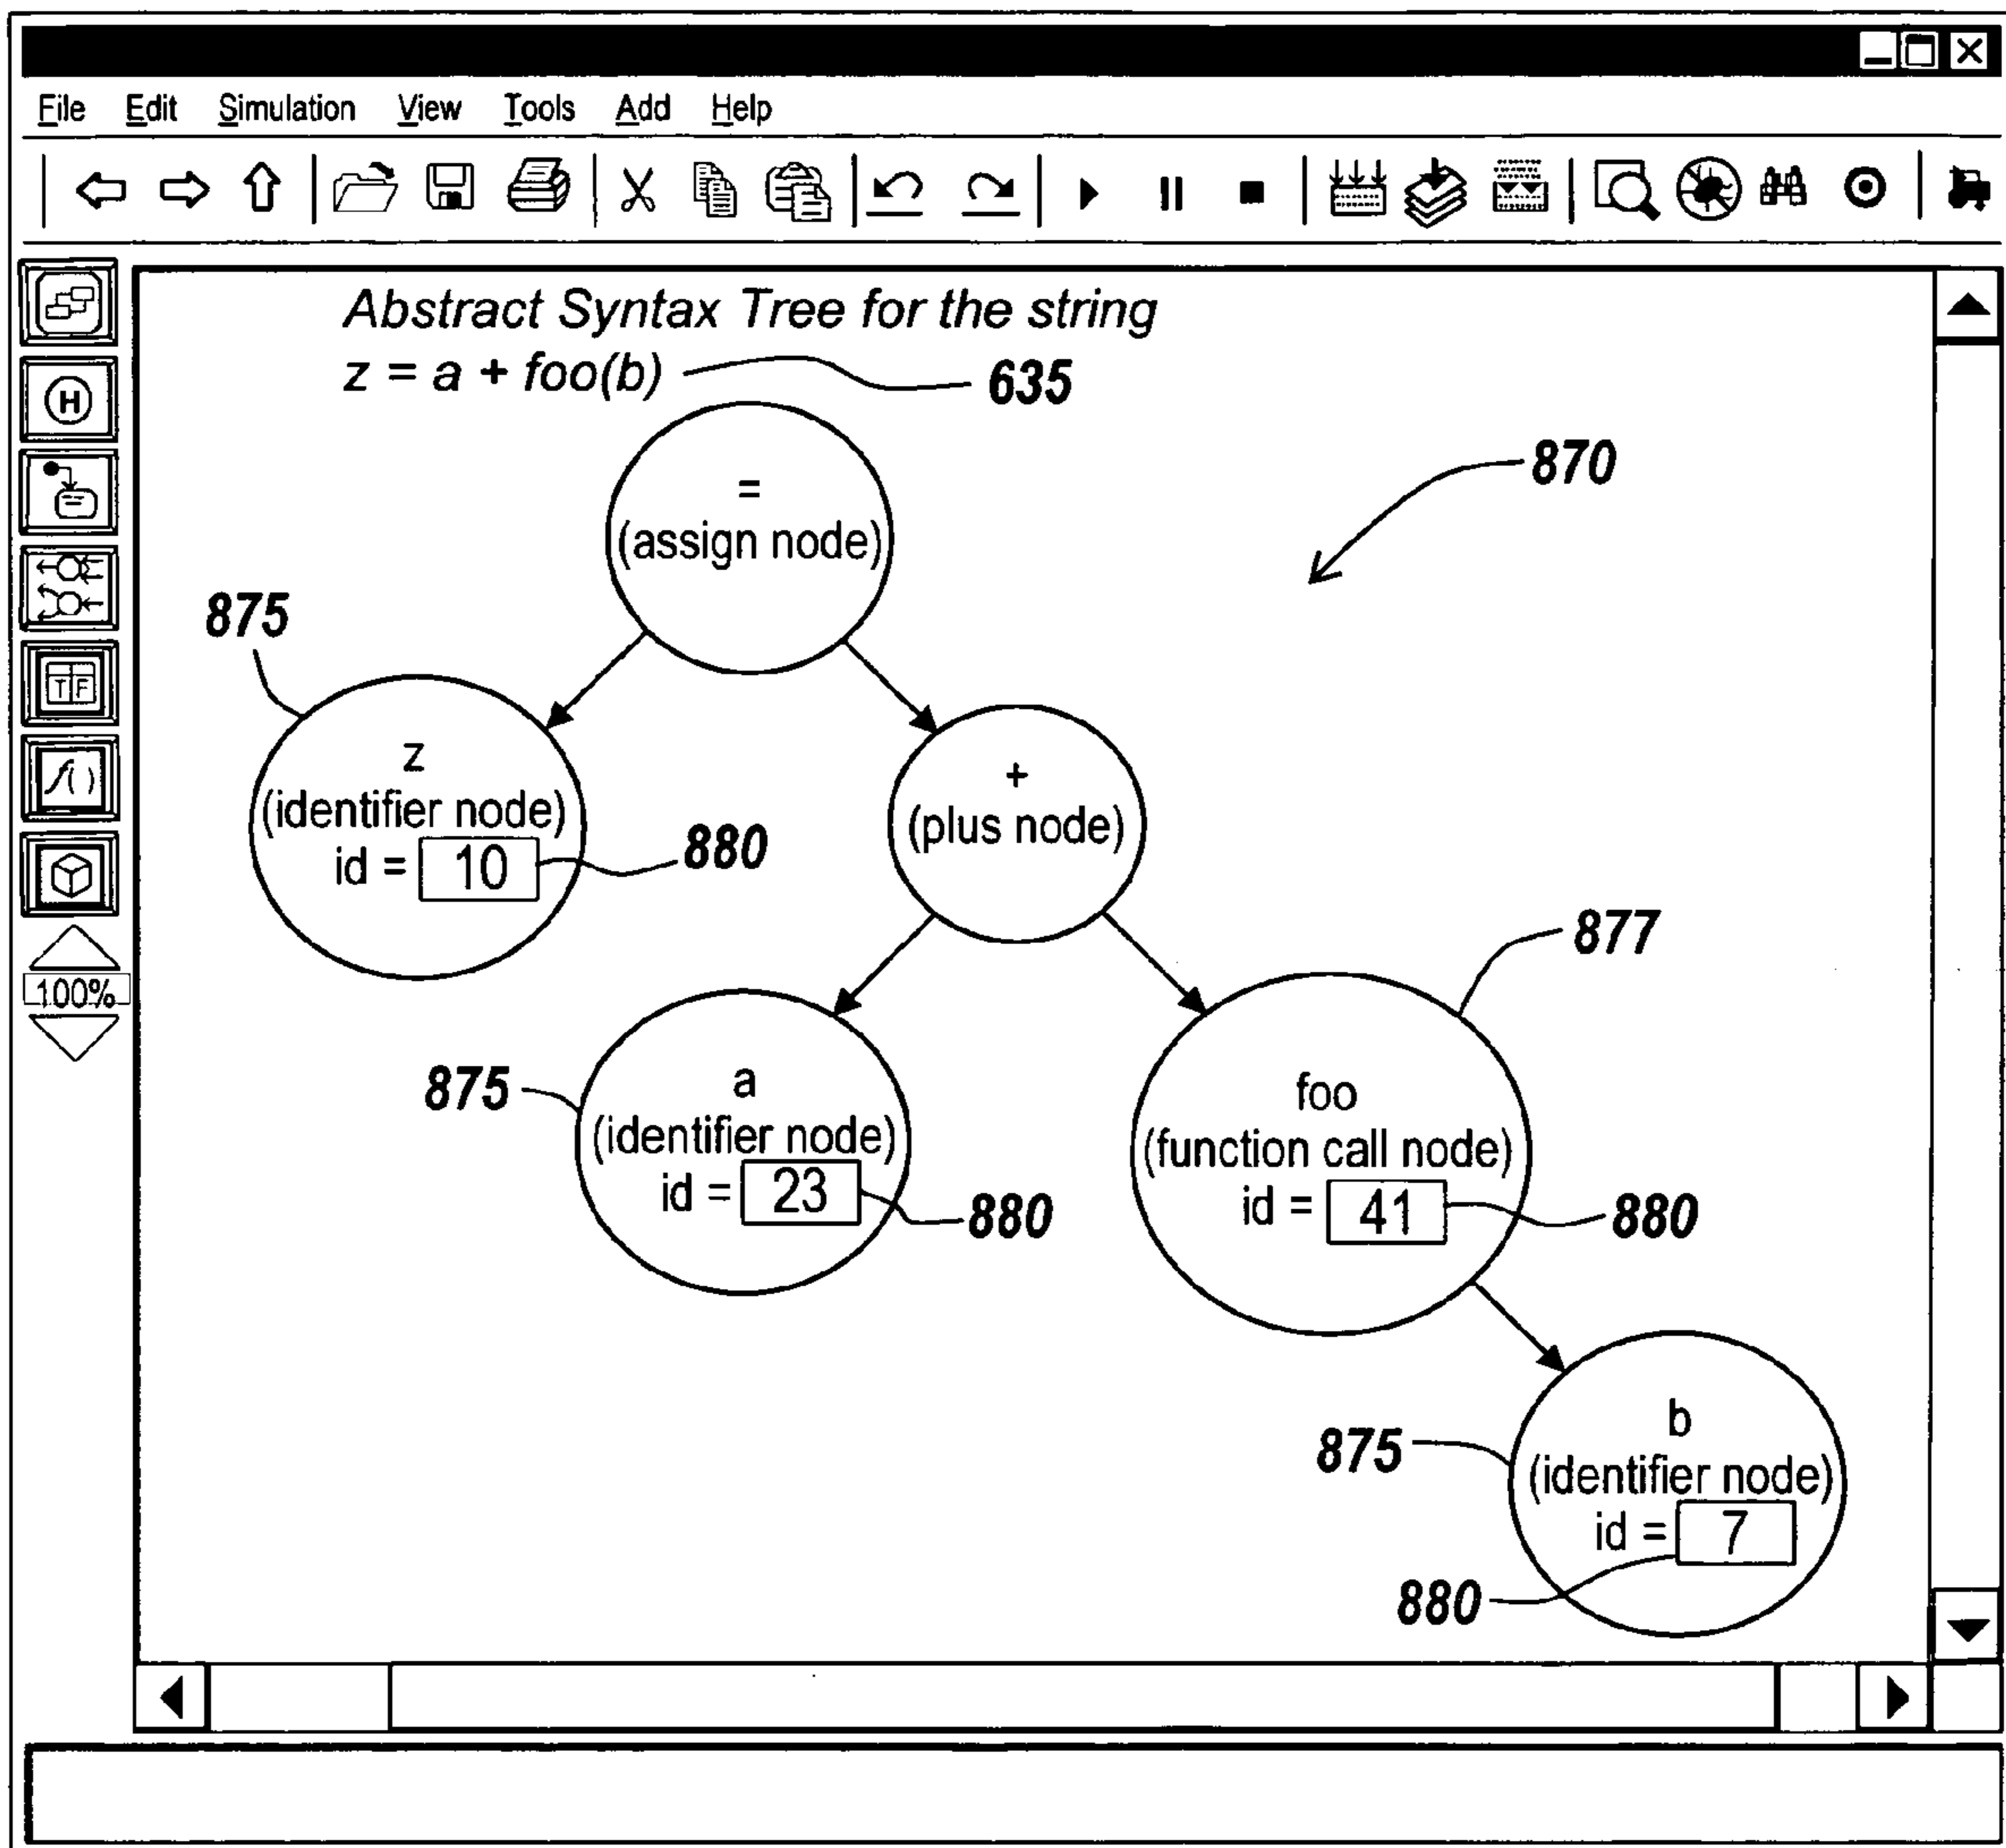 File Edit Simulation View Tools Add Help
H
T F
f()
100%
Abstract Syntax Tree for the string
z = a + foo(b) 635
870
=
(assign node)
875
z
(identifier node)
id = 10 880
+
(plus node)
877
875
a
(identifier node)
id = 23 880
foo
(function call node)
id = 41 880
875
b
(identifier node)
id = 7
880